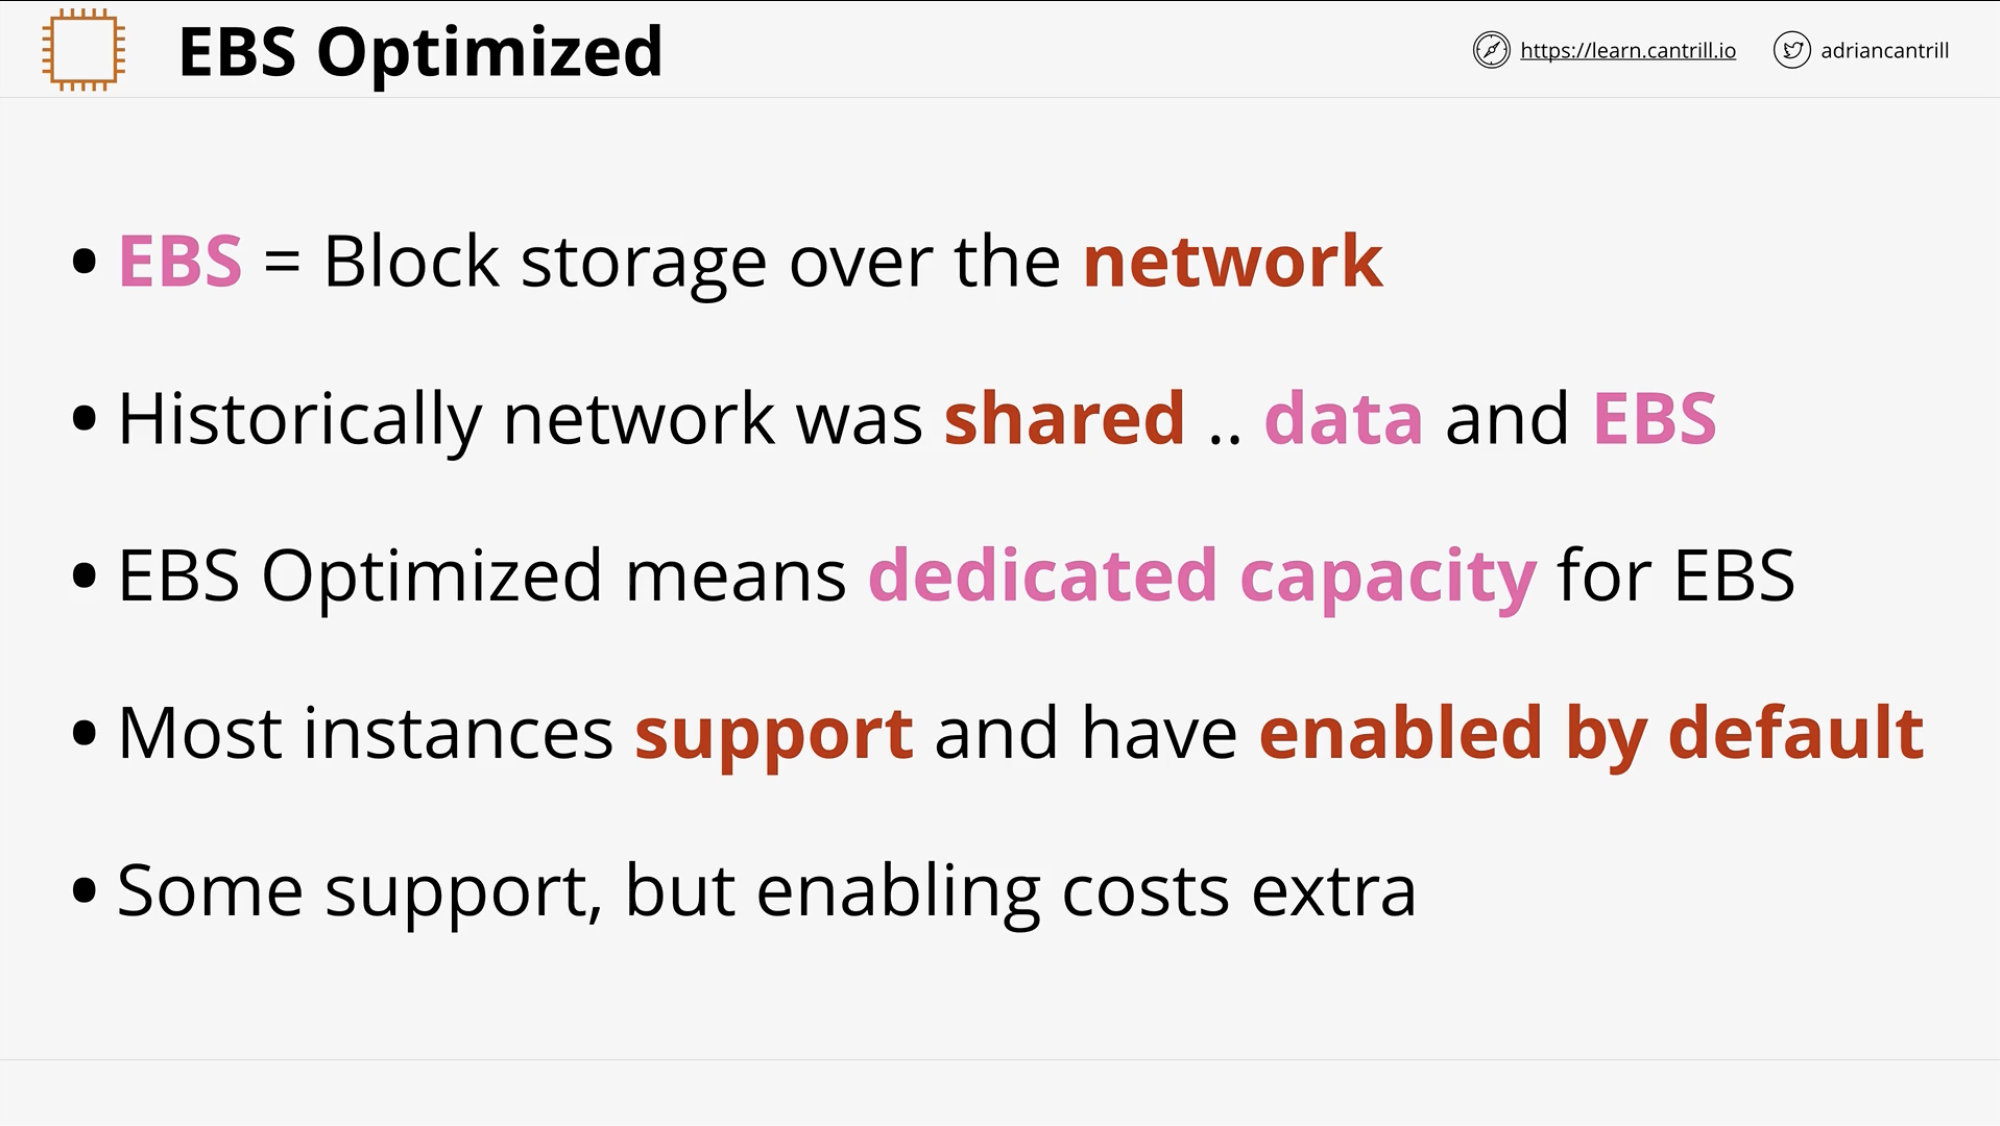 EBS Optimized
https://learn.cantrill.io
adriancantrill
• EBS = Block storage over the network
• Historically network was shared .. data and EBS
• EBS Optimized means dedicated capacity for EBS
• Most instances support and have enabled by default
• Some support, but enabling costs extra